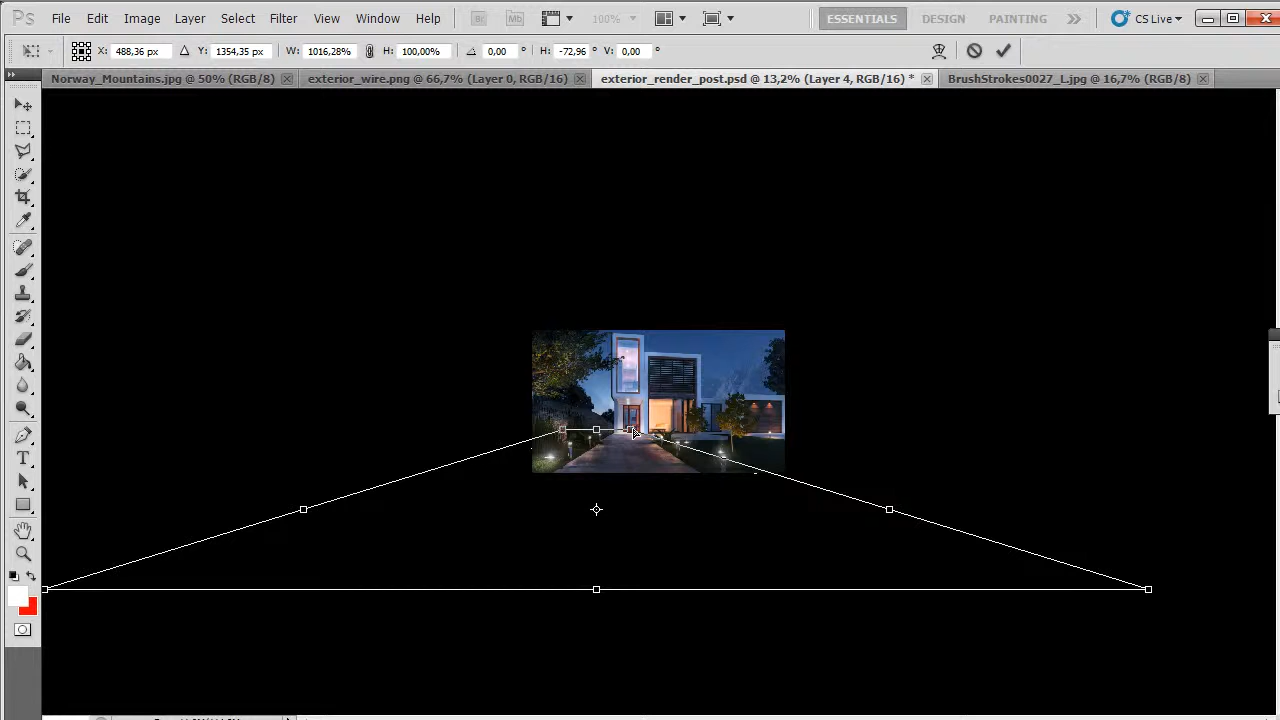 Ps File Edit Image Layer Select Filter View Window Help Br Mb 100% ESSENTIALS DESIGN PAINTING CS Live
X: 488,36 px Y: 1354,35 px W: 1016,28% H: 100,00% 0,00 ° H: -72,96 ° V: 0,00 °
Norway_Mountains.jpg @ 50% (RGB/8) exterior_wire.png @ 66,7% (Layer 0, RGB/16) exterior_render_post.psd @ 13,2% (Layer 4, RGB/16) * BrushStrokes0027_L.jpg @ 16,7% (RGB/8)
T